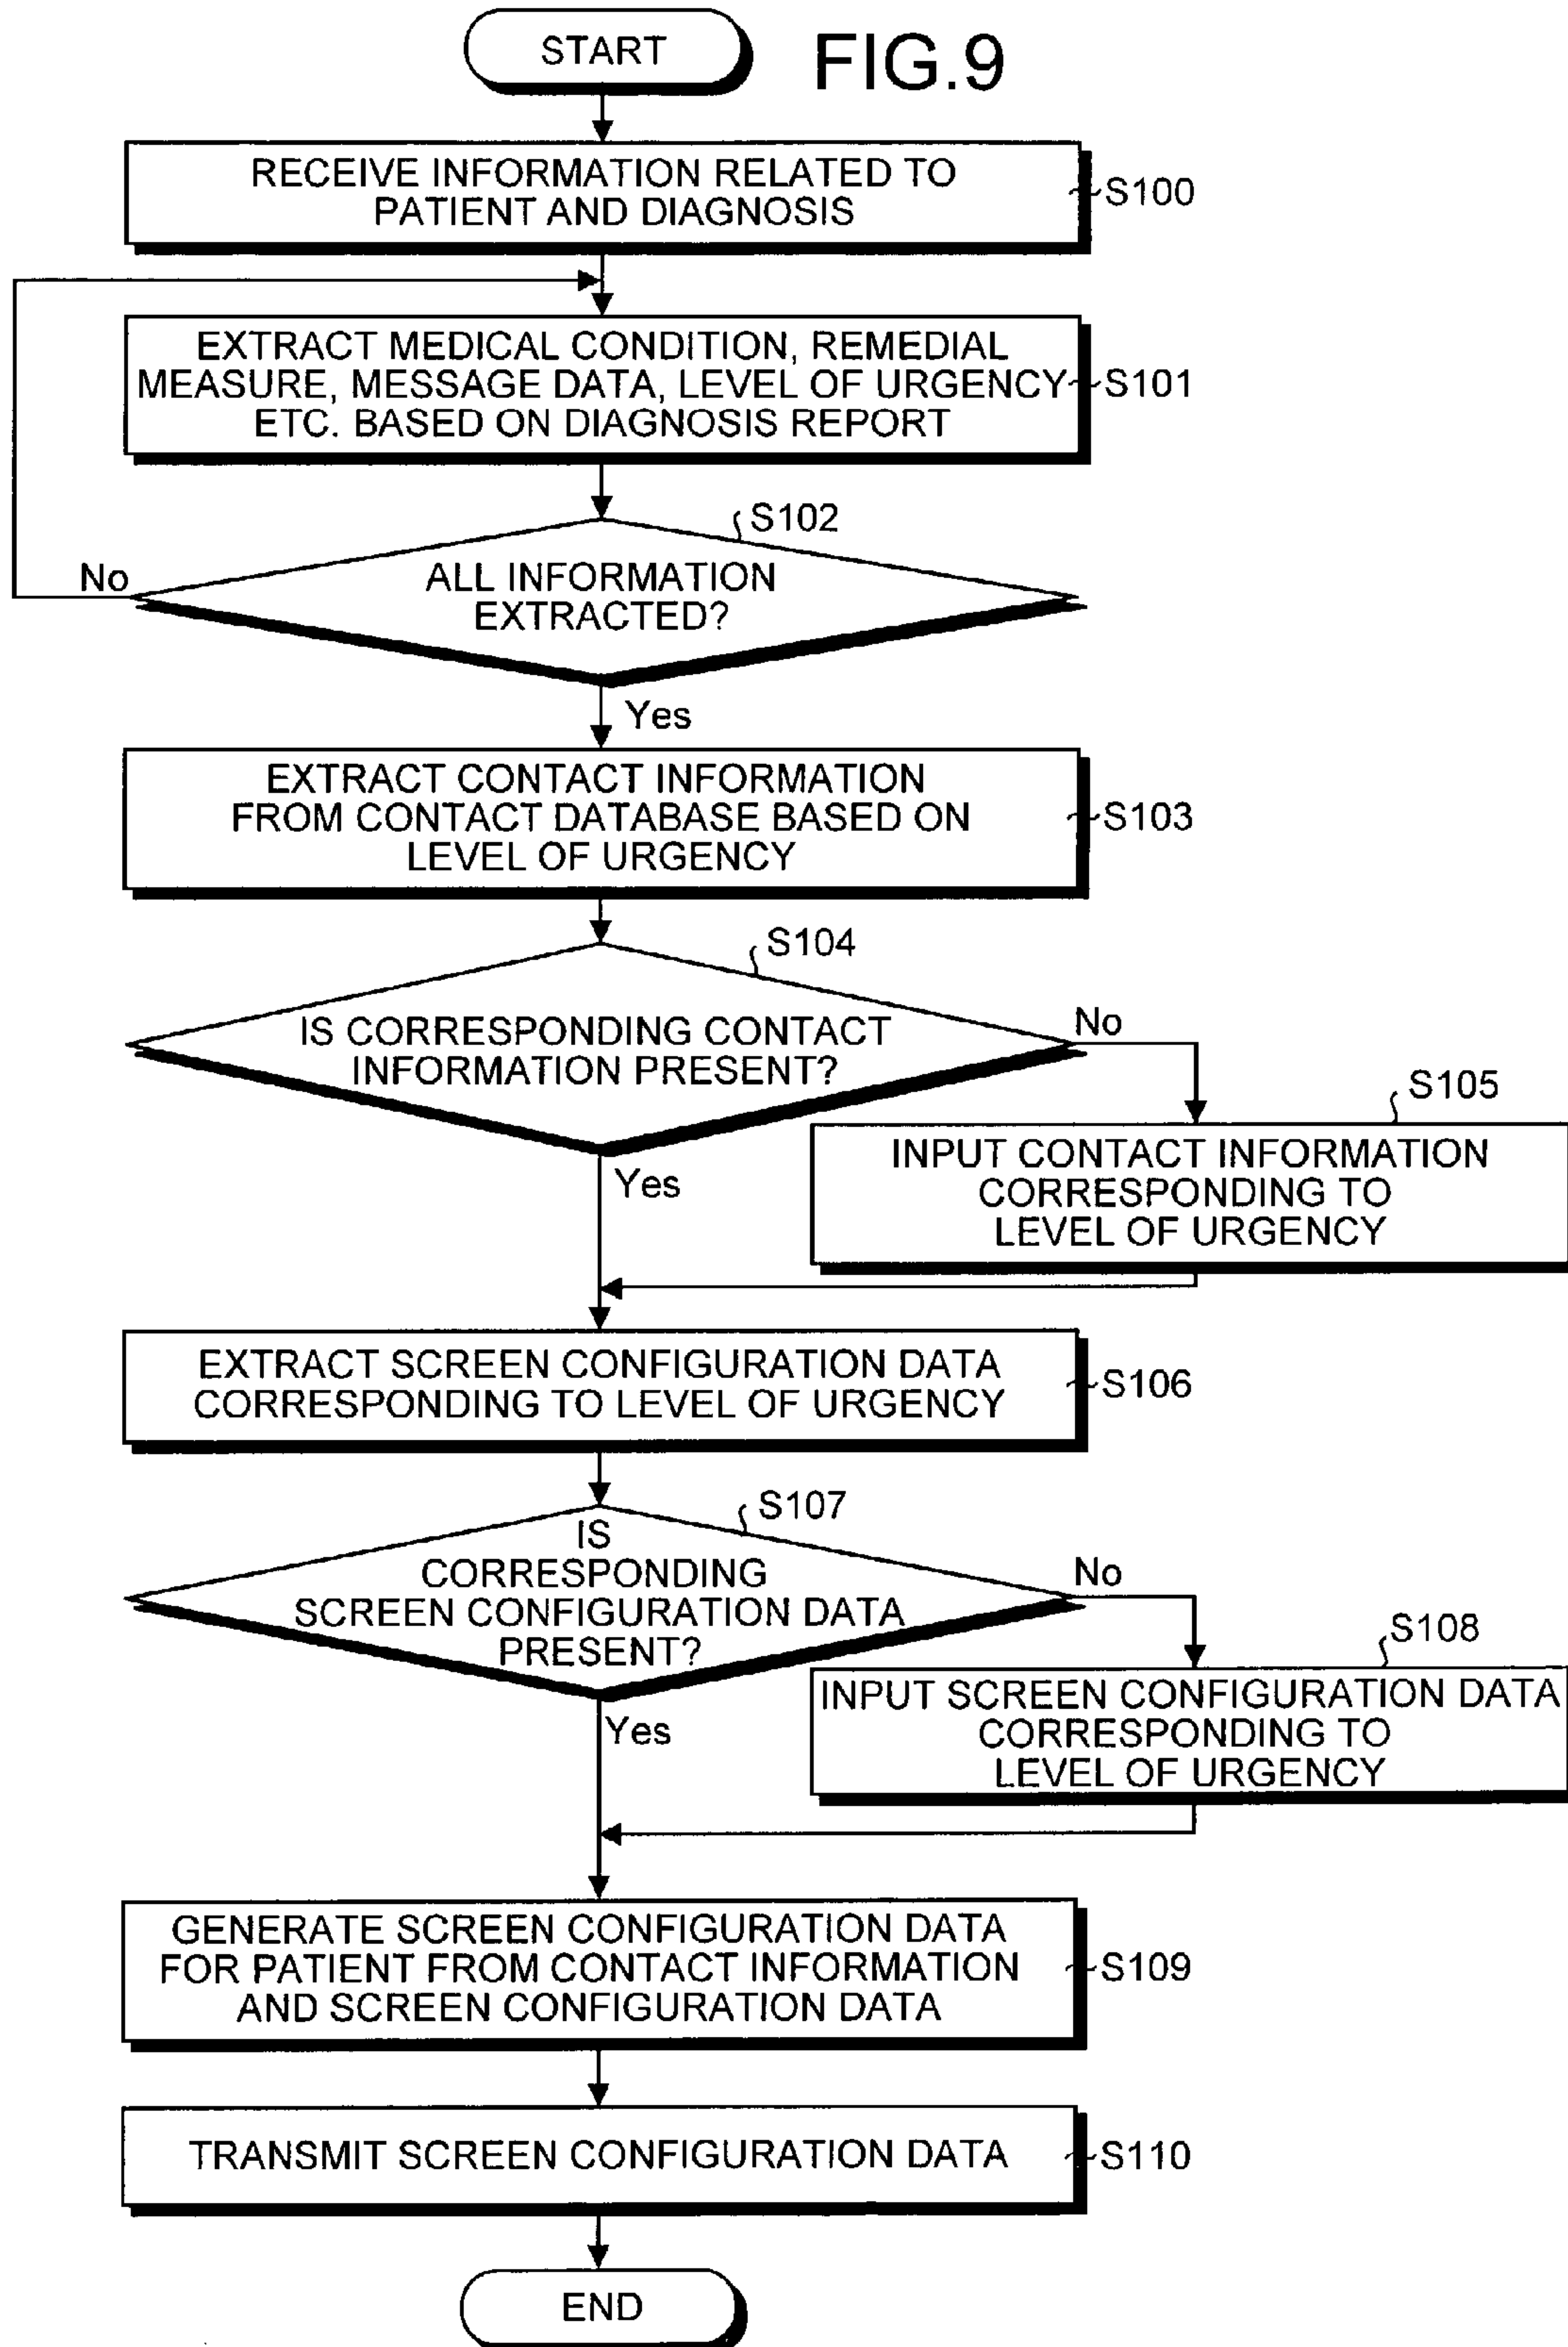 START
FIG.9
RECEIVE INFORMATION RELATED TO
PATIENT AND DIAGNOSIS
S100
EXTRACT MEDICAL CONDITION, REMEDIAL
MEASURE, MESSAGE DATA, LEVEL OF URGENCY
ETC. BASED ON DIAGNOSIS REPORT
S101
S102
ALL INFORMATION
EXTRACTED?
No
Yes
EXTRACT CONTACT INFORMATION
FROM CONTACT DATABASE BASED ON
LEVEL OF URGENCY
S103
S104
IS CORRESPONDING CONTACT
INFORMATION PRESENT?
No
Yes
S105
INPUT CONTACT INFORMATION
CORRESPONDING TO
LEVEL OF URGENCY
EXTRACT SCREEN CONFIGURATION DATA
CORRESPONDING TO LEVEL OF URGENCY
S106
S107
IS
CORRESPONDING
SCREEN CONFIGURATION DATA
PRESENT?
No
Yes
S108
INPUT SCREEN CONFIGURATION DATA
CORRESPONDING TO
LEVEL OF URGENCY
GENERATE SCREEN CONFIGURATION DATA
FOR PATIENT FROM CONTACT INFORMATION
AND SCREEN CONFIGURATION DATA
S109
TRANSMIT SCREEN CONFIGURATION DATA
S110
END